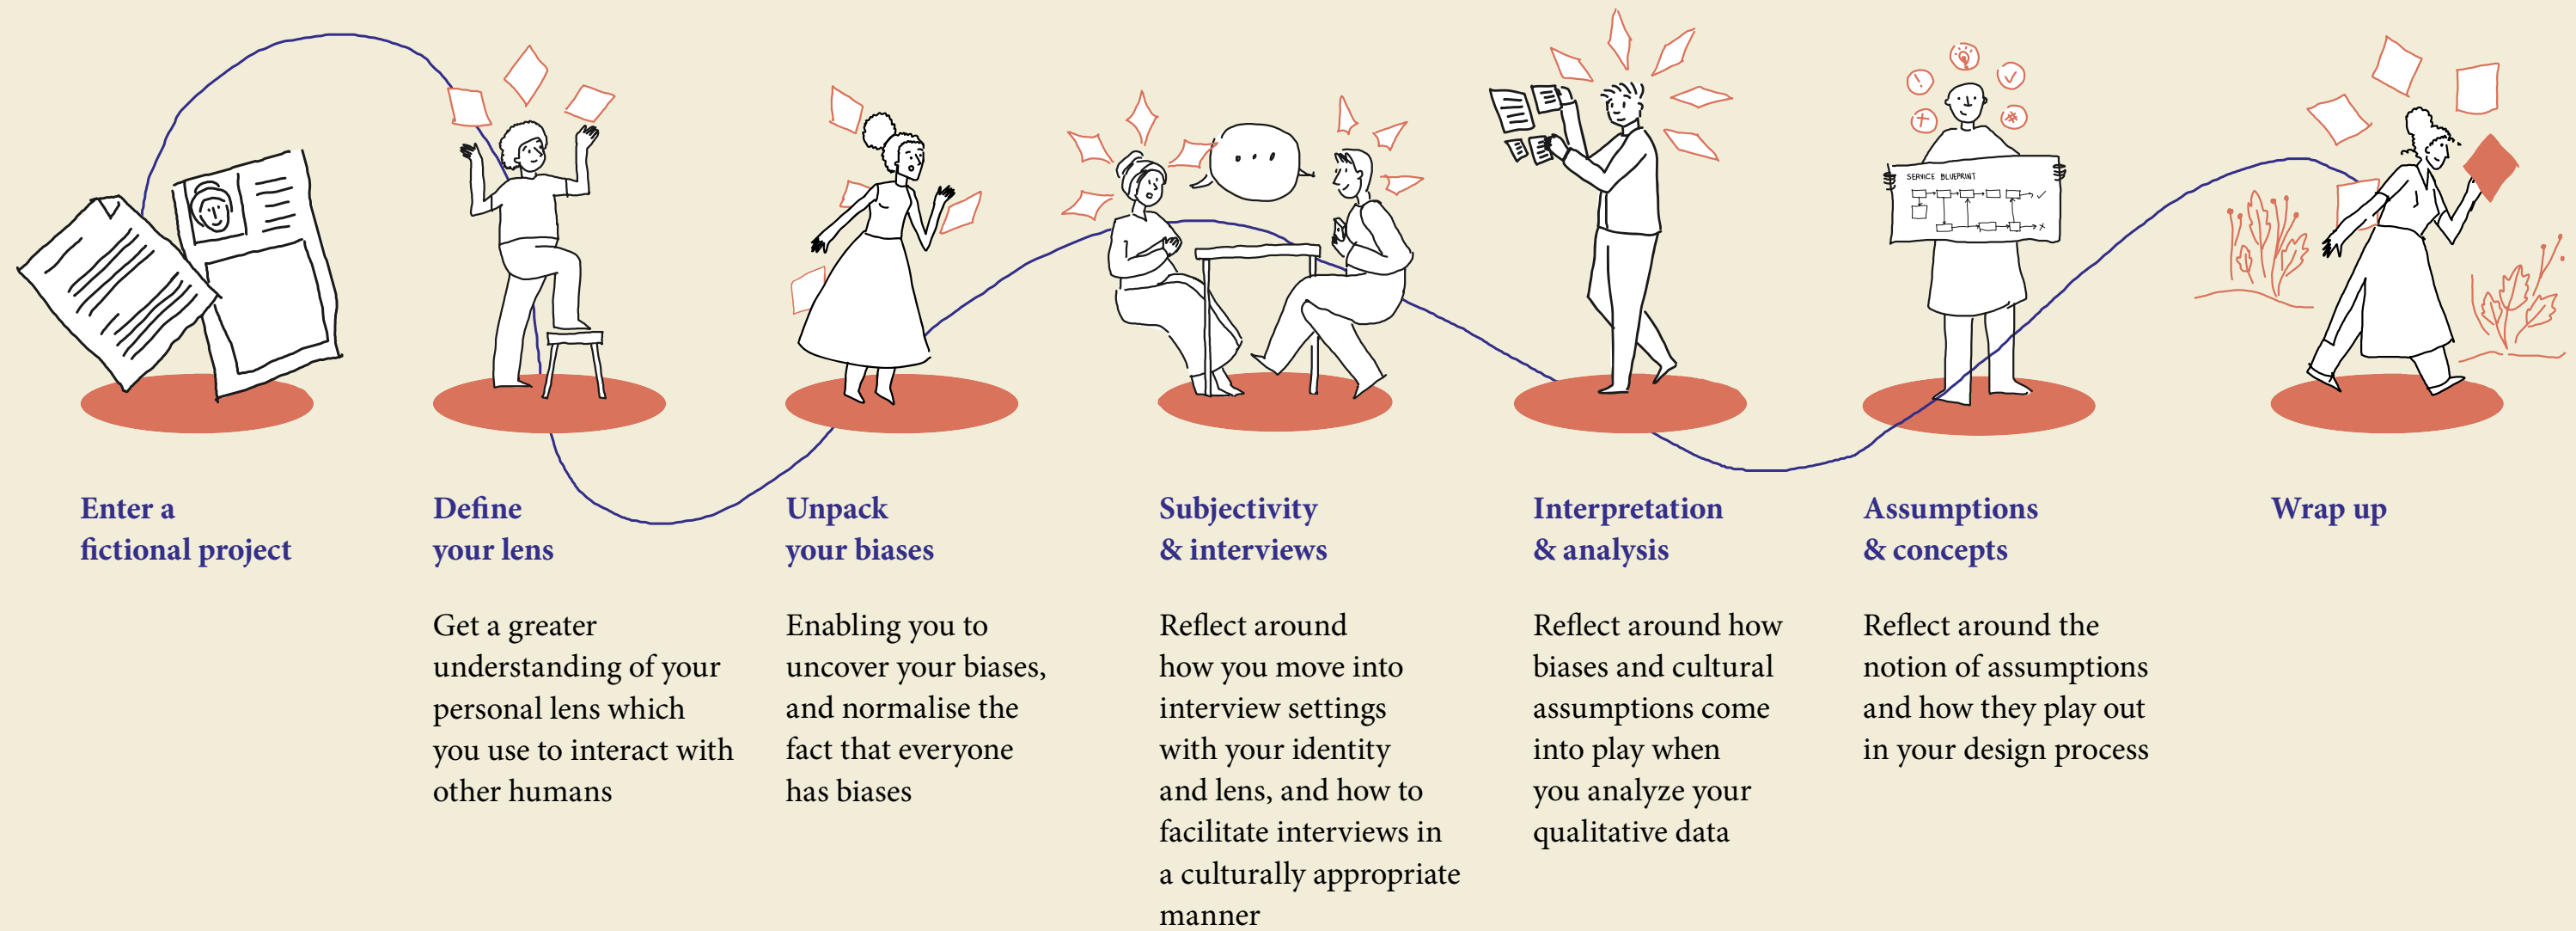 SERVICE BLUEPRINT
Enter a
fictional project
Define
your lens
Get a greater
understanding of your
personal lens which
you use to interact with
other humans
Unpack
your biases
Enabling you to
uncover your biases,
and normalise the
fact that everyone
has biases
Subjectivity
& interviews
Reflect around
how you move into
interview settings
with your identity
and lens, and how to
facilitate interviews in
a culturally appropriate
manner
Interpretation
& analysis
Reflect around how
biases and cultural
assumptions come
into play when
you analyze your
qualitative data
Assumptions
& concepts
Reflect around the
notion of assumptions
and how they play out
in your design process
Wrap up